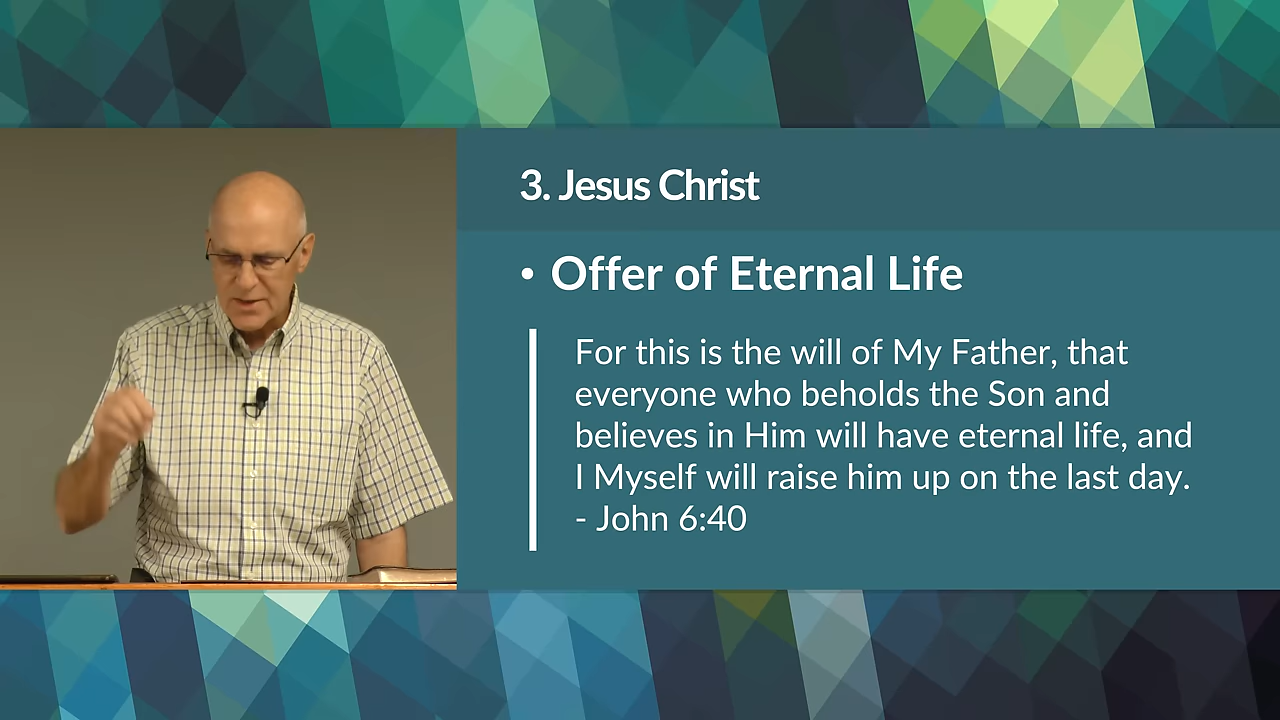 3. Jesus Christ
• Offer of Eternal Life
For this is the will of My Father, that
everyone who beholds the Son and
believes in Him will have eternal life, and
I Myself will raise him up on the last day.
- John 6:40